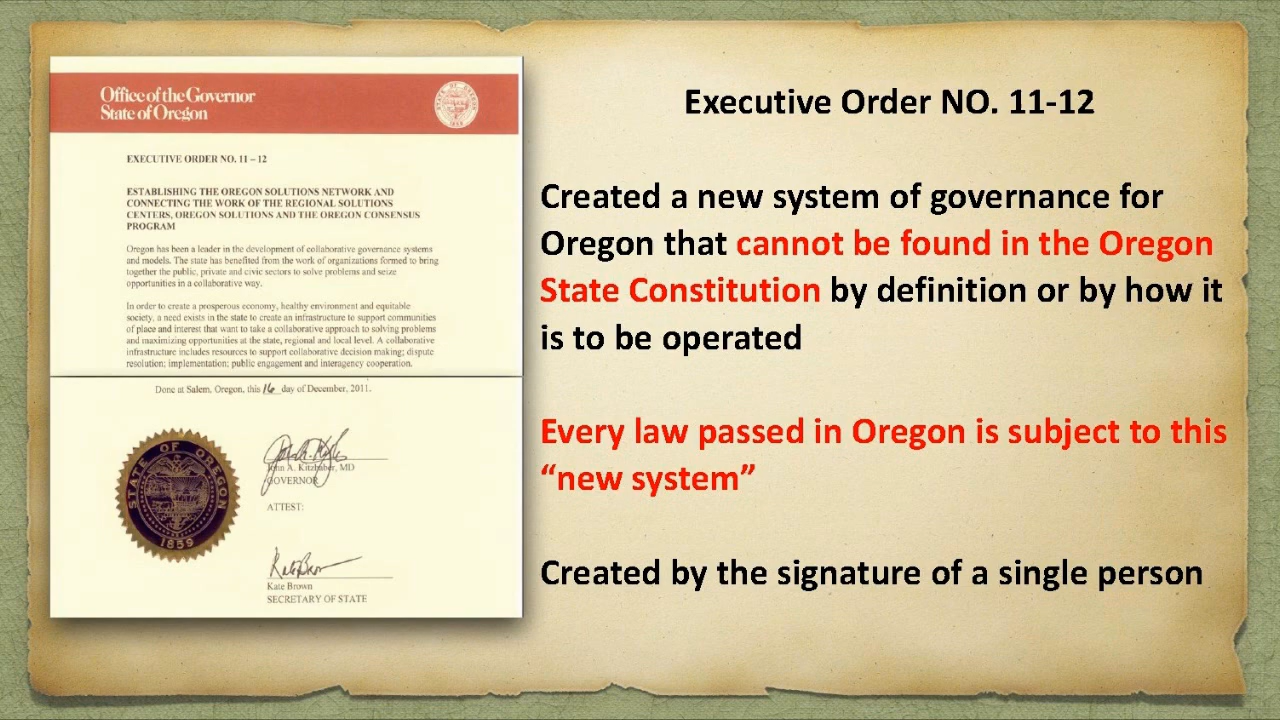 Office of the Governor
State of Oregon
EXECUTIVE ORDER NO. 11 – 12
ESTABLISHING THE OREGON SOLUTIONS NETWORK AND
CONNECTING THE WORK OF THE REGIONAL SOLUTIONS
CENTERS, OREGON SOLUTIONS AND THE OREGON CONSENSUS
PROGRAM
Oregon has been a leader in the development of collaborative governance systems
and models. The state has benefited from the work of organizations formed to bring
together the public, private and civic sectors to solve problems and seize
opportunities in a collaborative way.
In order to create a prosperous economy, healthy environment and equitable
society, a need exists in the state to create an infrastructure to support communities
of place and interest that want to take a collaborative approach to solving problems
and maximizing opportunities at the state, regional and local level. A collaborative
infrastructure includes resources to support collaborative decision making; dispute
resolution; implementation; public engagement and interagency cooperation.
Done at Salem, Oregon, this 16 day of December, 2011.
John A. Kitzhaber, MD
GOVERNOR
ATTEST:
Kate Brown
SECRETARY OF STATE
STATE OF OREGON
1859
Executive Order NO. 11-12
Created a new system of governance for
Oregon that cannot be found in the Oregon
State Constitution by definition or by how it
is to be operated
Every law passed in Oregon is subject to this
“new system”
Created by the signature of a single person